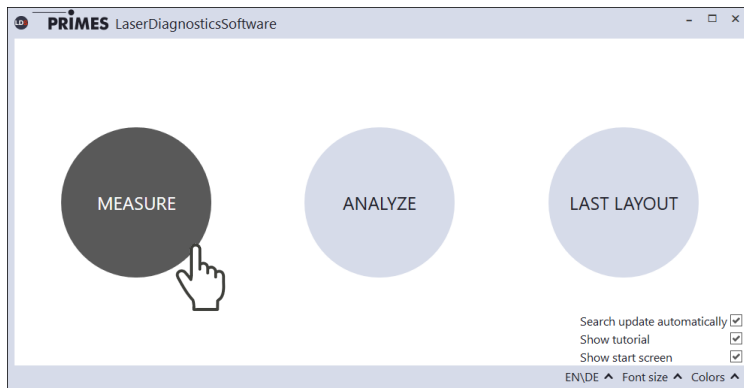 LD PRIMES LaserDiagnosticsSoftware
MEASURE ANALYZE LAST LAYOUT
Search update automatically
Show tutorial
Show start screen
EN\DE Font size Colors